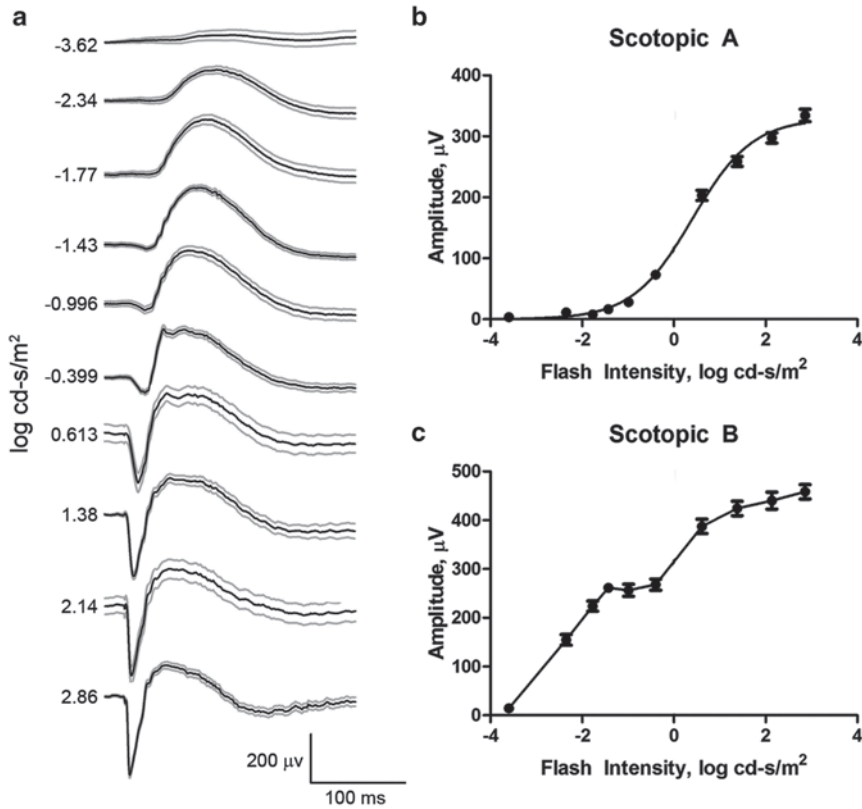 a
log cd-s/m²
-3.62
-2.34
-1.77
-1.43
-0.996
-0.399
0.613
1.38
2.14
2.86
200 μv
100 ms
b
Scotopic A
Amplitude, μV
400
300
200
100
0
-4 -2 0 2 4
Flash Intensity, log cd-s/m²
c
Scotopic B
Amplitude, μV
500
400
300
200
100
0
-4 -2 0 2 4
Flash Intensity, log cd-s/m²